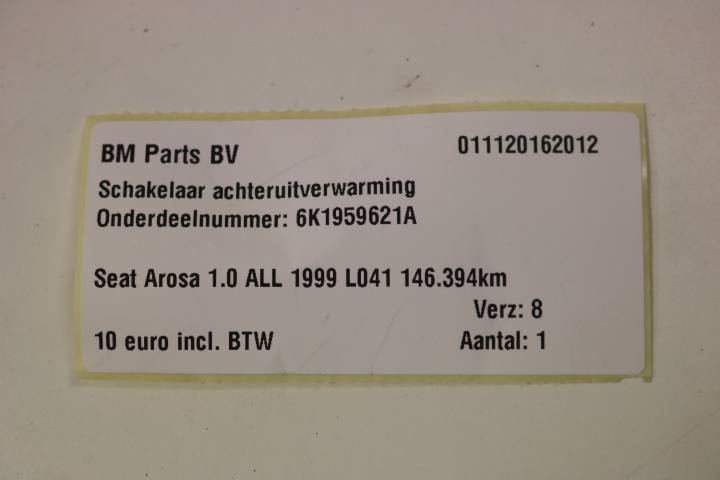 BM Parts BV 011120162012
Schakelaar achteruitverwarming
Onderdeelnummer: 6K1959621A
Seat Arosa 1.0 ALL 1999 L041 146.394km
Verz: 8
10 euro incl. BTW Aantal: 1